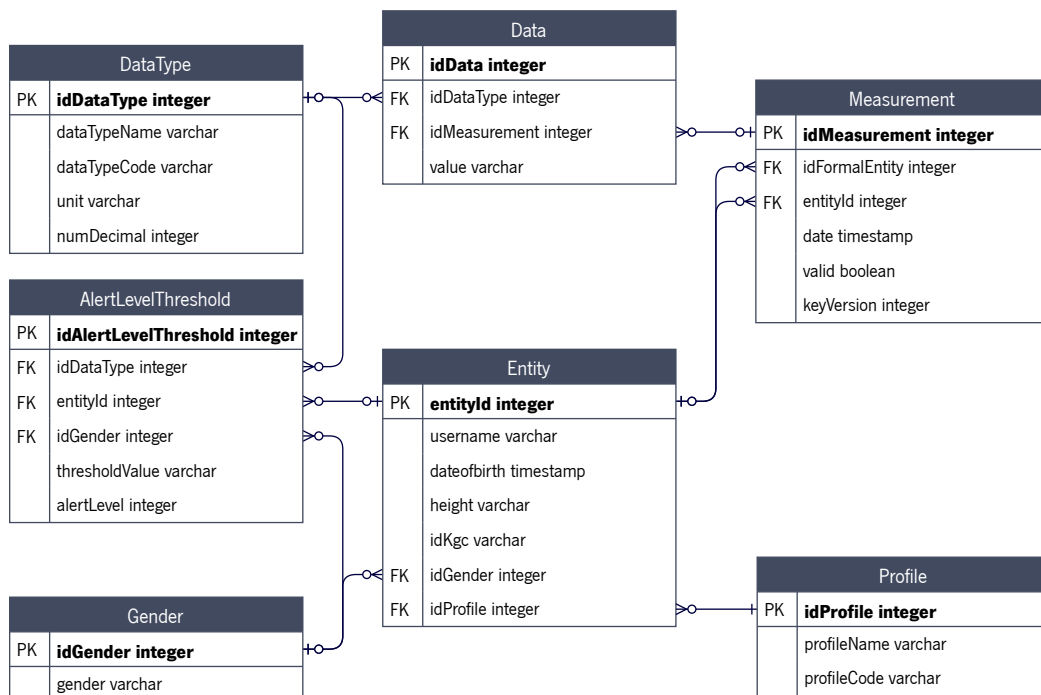 DataType
PK idDataType integer
dataTypeName varchar
dataTypeCode varchar
unit varchar
numDecimal integer
Data
PK idData integer
FK idDataType integer
FK idMeasurement integer
value varchar
Measurement
PK idMeasurement integer
FK idFormalEntity integer
FK entityId integer
date timestamp
valid boolean
keyVersion integer
AlertLevelThreshold
PK idAlertLevelThreshold integer
FK idDataType integer
FK entityId integer
FK idGender integer
thresholdValue varchar
alertLevel integer
Entity
PK entityId integer
username varchar
dateofbirth timestamp
height varchar
idKgc varchar
FK idGender integer
FK idProfile integer
Gender
PK idGender integer
gender varchar
Profile
PK idProfile integer
profileName varchar
profileCode varchar